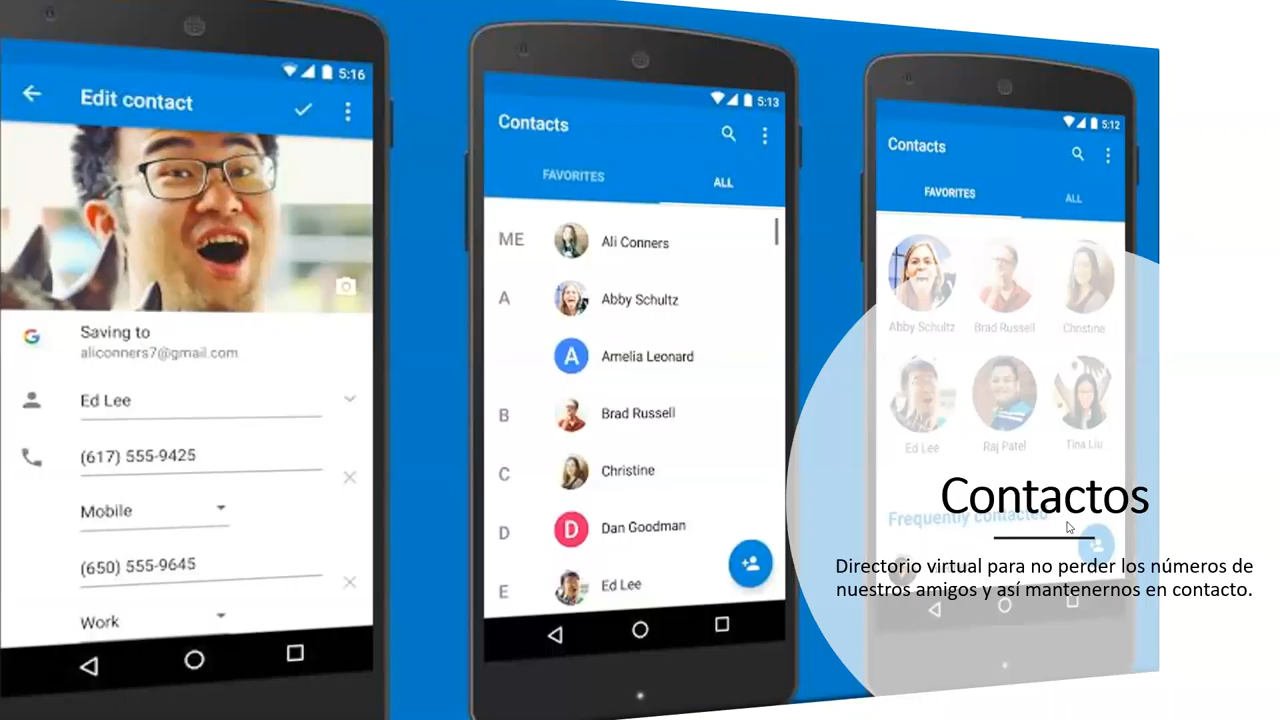 5:16
Edit contact
Saving to
aliconners7@gmail.com
Ed Lee
(617) 555-9425
Mobile
(650) 555-9645
Work
5:13
Contacts
FAVORITES
ALL
ME
Ali Conners
A
Abby Schultz
A
Amelia Leonard
B
Brad Russell
C
Christine
D
D
Dan Goodman
E
Ed Lee
5:12
Contacts
FAVORITES
ALL
Abby Schultz
Brad Russell
Christine
Ed Lee
Raj Patel
Tina Liu
Frequently contacted
Contactos
Directorio virtual para no perder los números de
nuestros amigos y así mantenernos en contacto.